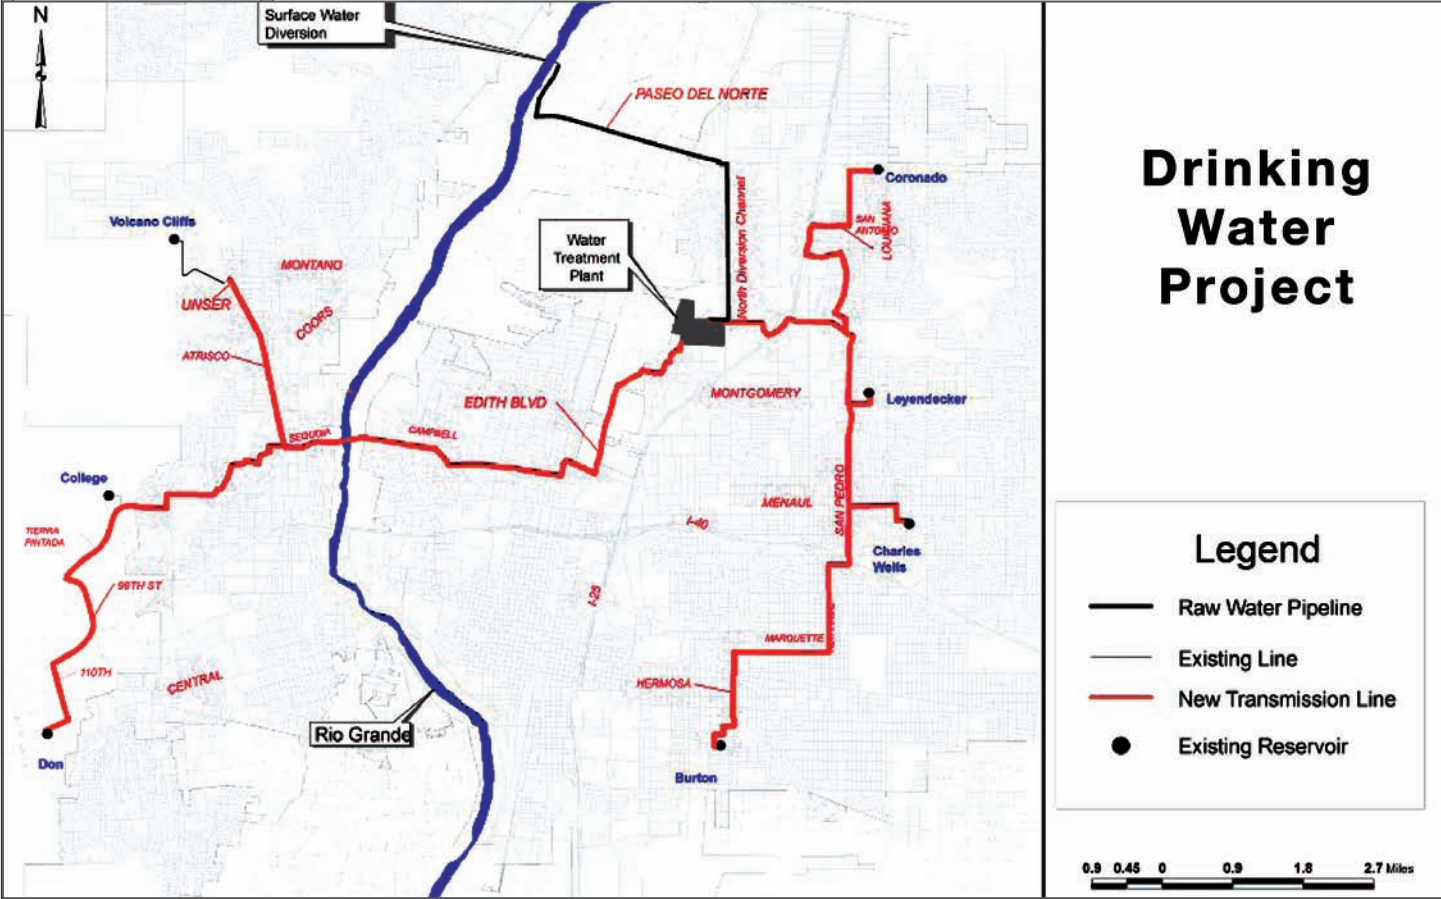 N
Surface Water
Diversion
PASEO DEL NORTE
Coronado
North Diversion Channel
SAN
ANTONIO
LOUISIANA
Volcano Cliffs
Water
Treatment
Plant
MONTANO
UNSER
COORS
ATRISCO
MONTGOMERY
Leyendecker
EDITH BLVD
SEQUOIA
CAMPBELL
College
SAN PEDRO
MENAUL
I-40
TIERRA
PINTADA
Charles
Wells
98TH ST
I-25
MARQUETTE
110TH
CENTRAL
HERMOSA
Rio Grande
Don
Burton
Drinking
Water
Project
Legend
Raw Water Pipeline
Existing Line
New Transmission Line
Existing Reservoir
0.9 0.45 0 0.9 1.8 2.7 Miles